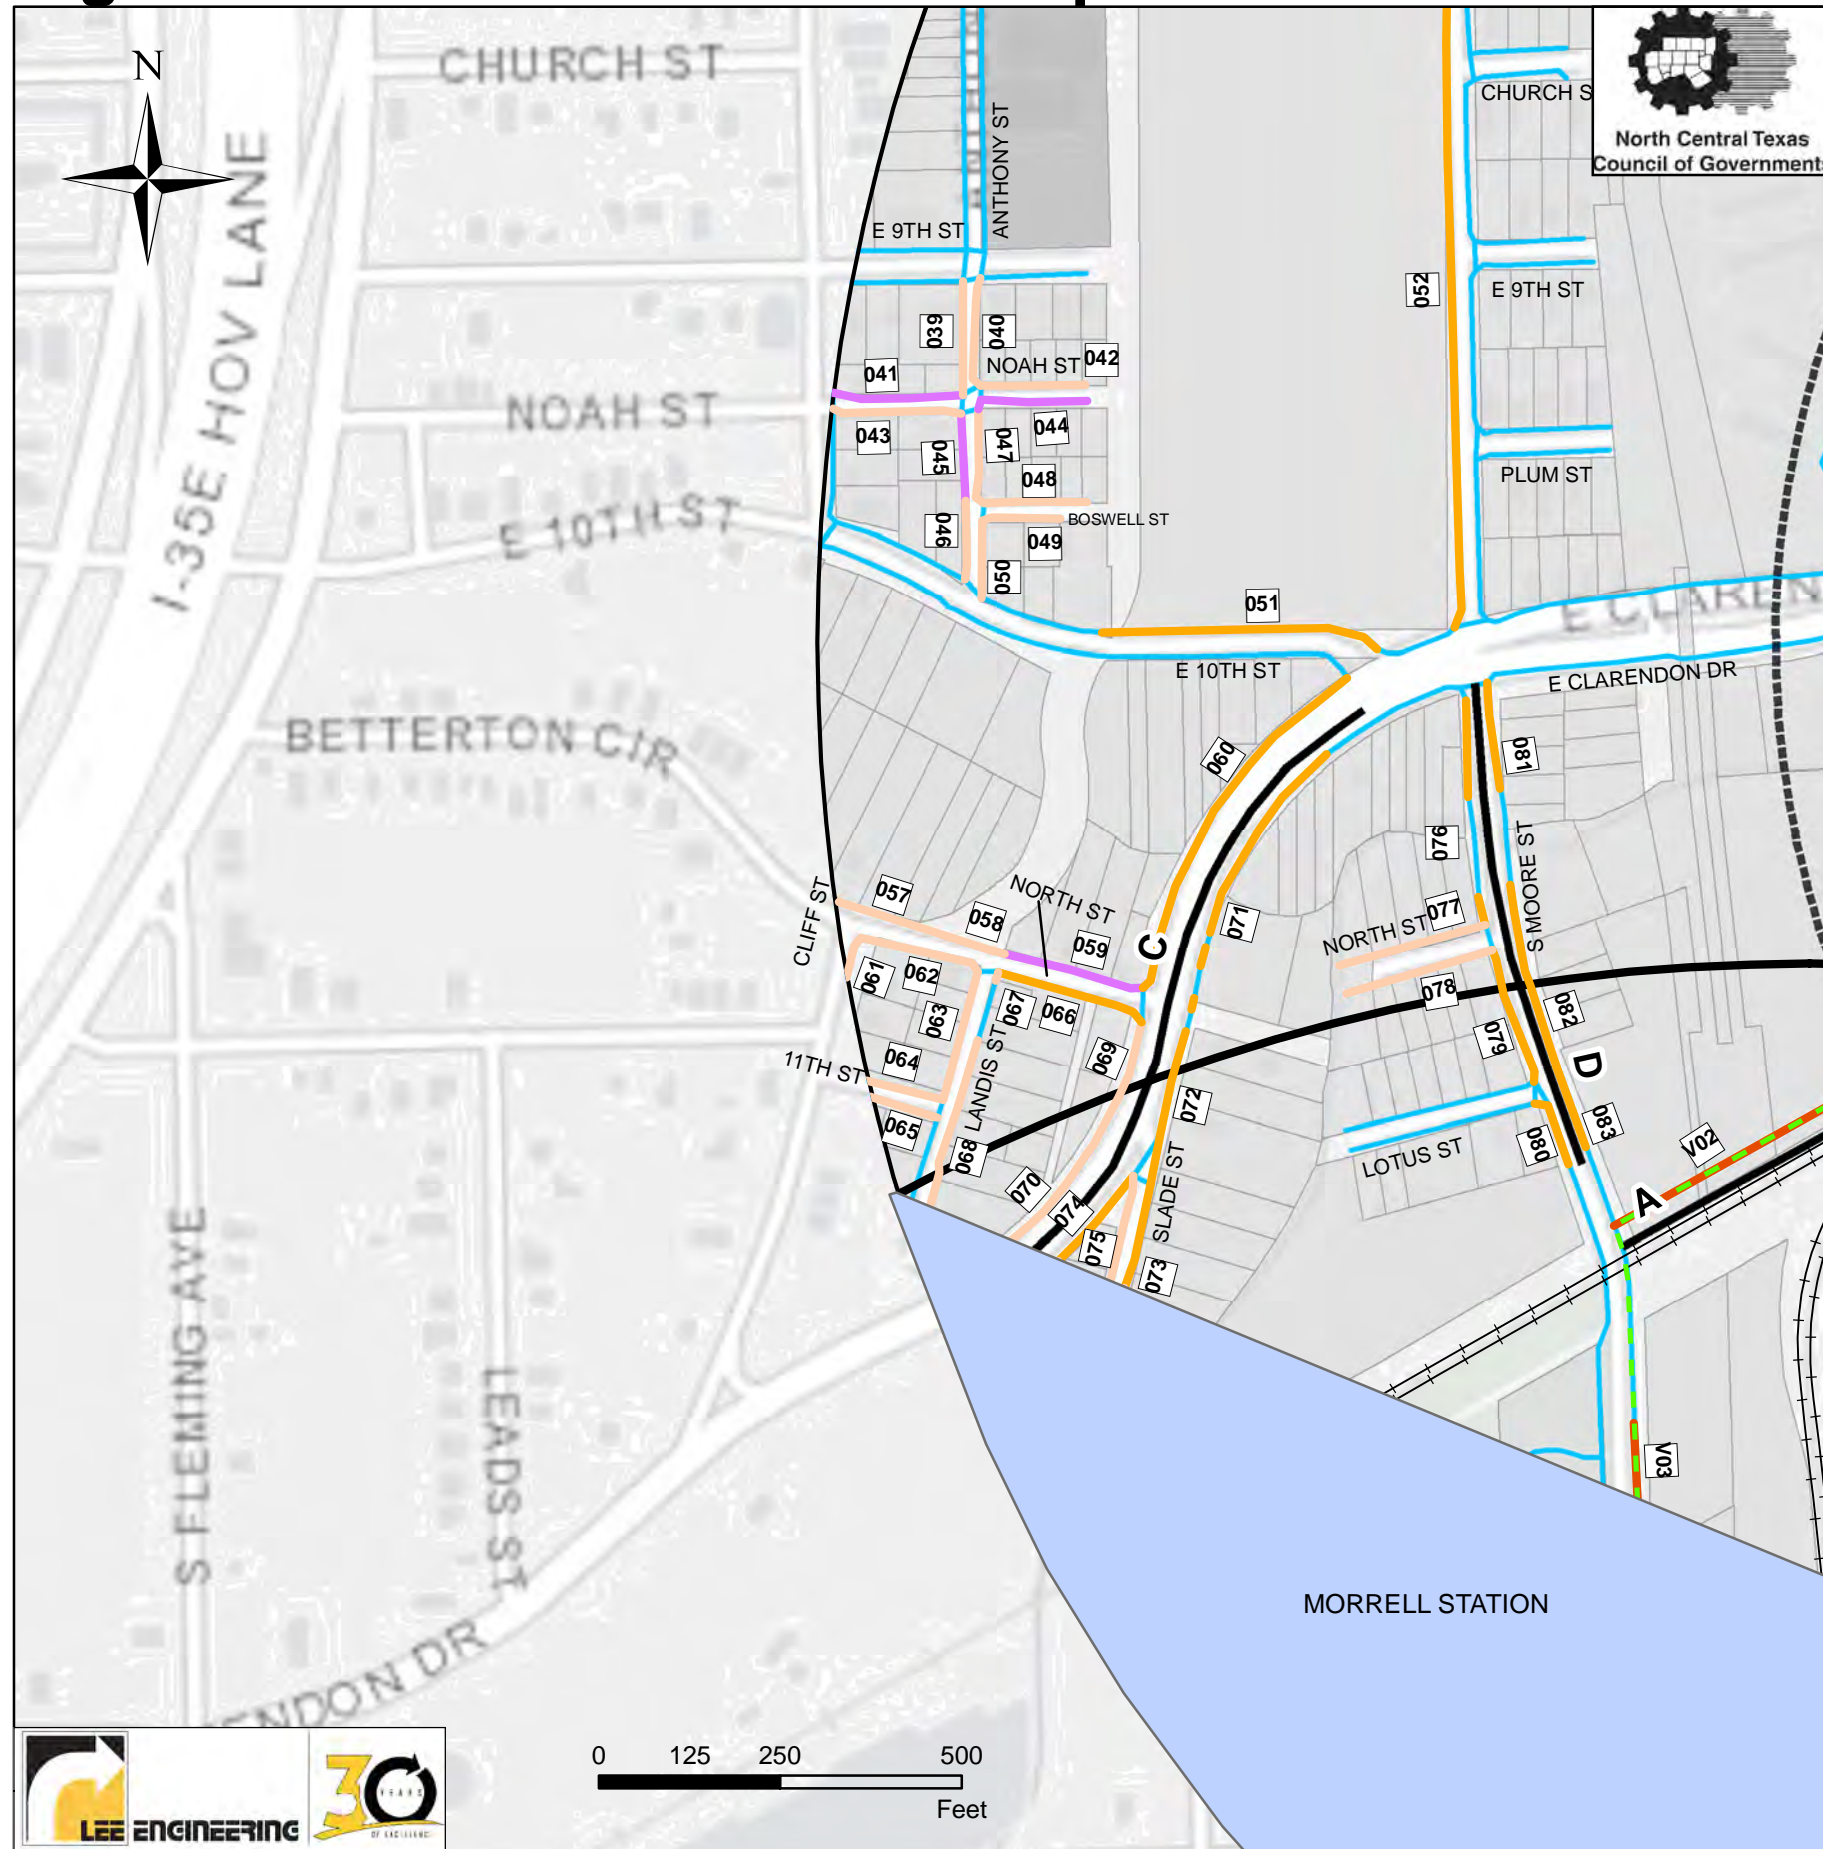 N
CHURCH ST
I-35E HOV LANE
ANTHONY ST
CHURCH S
North Central Texas
Council of Governments
E 9TH ST
E 9TH ST
052
039
040
NOAH ST
042
041
NOAH ST
043
045
047
044
048
PLUM ST
E 10TH ST
046
BOSWELL ST
049
050
051
E CLAREN
E 10TH ST
E CLARENDON DR
BETTERTON CIR
060
081
076
S MOORE ST
CLIFF ST
057
058
NORTH ST
059
C
071
NORTH ST
077
061
062
063
067
066
078
079
082
D
11TH ST
064
LANDIS ST
069
065
068
072
LOTUS ST
080
083
V02
070
074
075
SLADE ST
073
A
S FLEMING AVE
LEADS ST
V03
MORRELL STATION
ENDON DR
LEE ENGINEERING
30
YEARS
OF EXCELLENCE
0 125 250 500
Feet